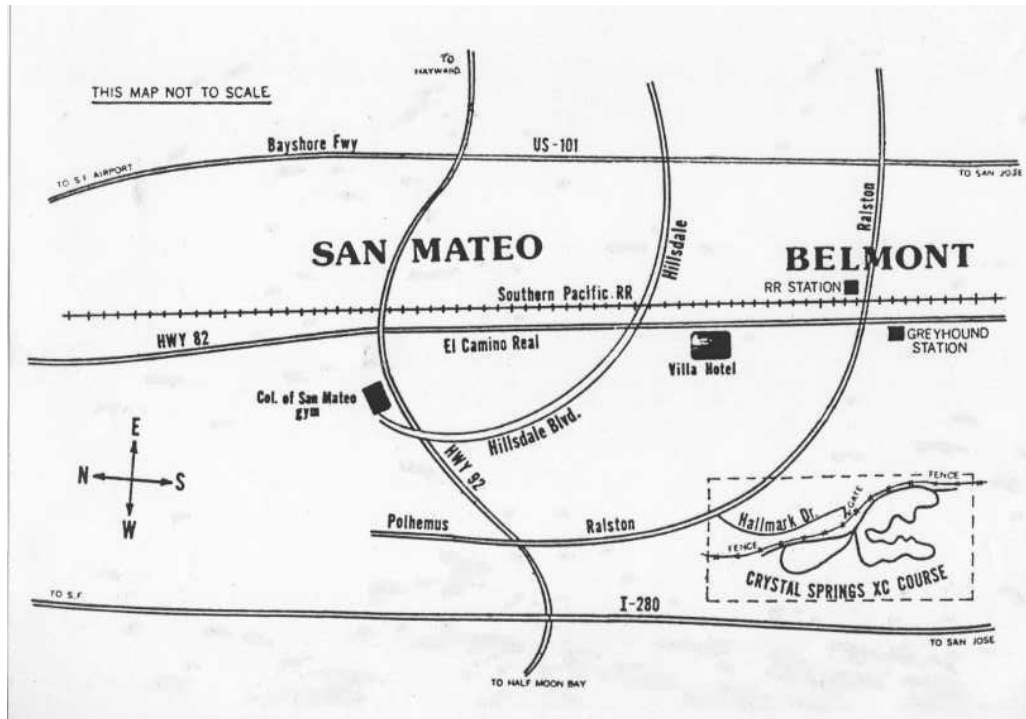 TO
HAYWARD
THIS MAP NOT TO SCALE
Bayshore Fwy
US-101
TO S.F. AIRPORT
TO SAN JOSE
Ralston
SAN MATEO
Hillsdale
BELMONT
RR STATION
Southern Pacific RR
HWY 82
El Camino Real
GREYHOUND
STATION
Villa Hotel
Col. of San Mateo
gym
Hillsdale Blvd.
E
N
S
W
HWY 92
FENCE
GATE
Hallmark Dr.
Polhemus
Ralston
FENCE
CRYSTAL SPRINGS XC COURSE
TO S.F.
I-280
TO SAN JOSE
TO HALF MOON BAY